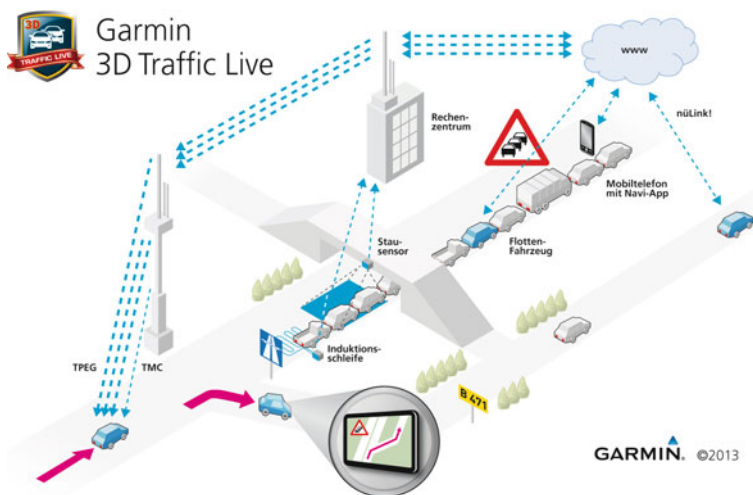 3D
TRAFFIC LIVE
Garmin
3D Traffic Live
www
Rechen-
zentrum
nüLink!
Mobiltelefon
mit Navi-App
Stau-
sensor
Flotten-
Fahrzeug
Induktions-
schleife
TPEG
TMC
B 471
GARMIN. ©2013